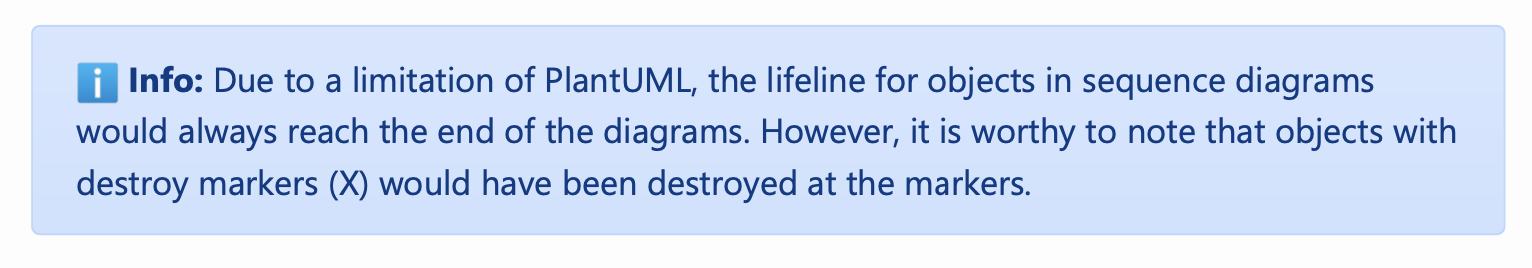 ℹ️ Info: Due to a limitation of PlantUML, the lifeline for objects in sequence diagrams
would always reach the end of the diagrams. However, it is worthy to note that objects with
destroy markers (X) would have been destroyed at the markers.